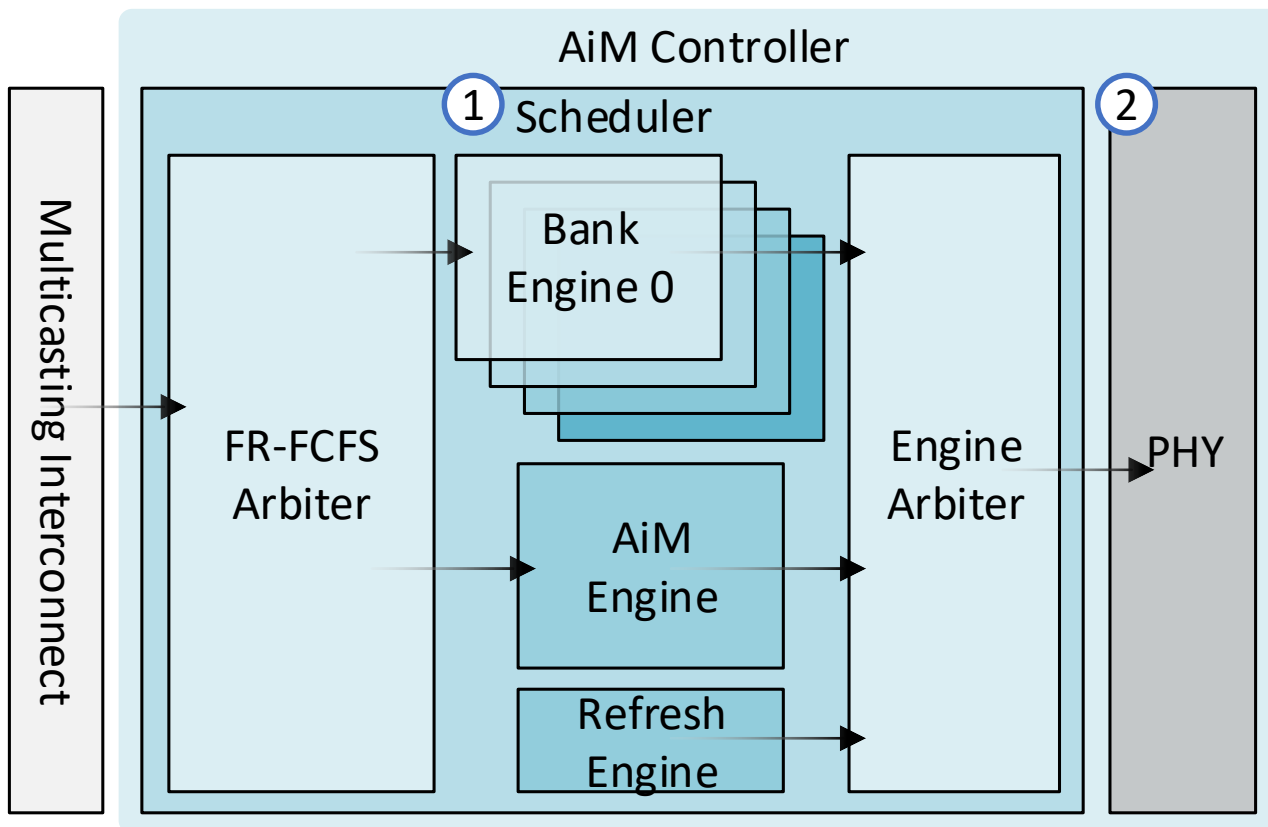 AiM Controller
1
Scheduler
2
Multicasting Interconnect
FR-FCFS
Arbiter
Bank
Engine 0
AiM
Engine
Refresh
Engine
Engine
Arbiter
PHY